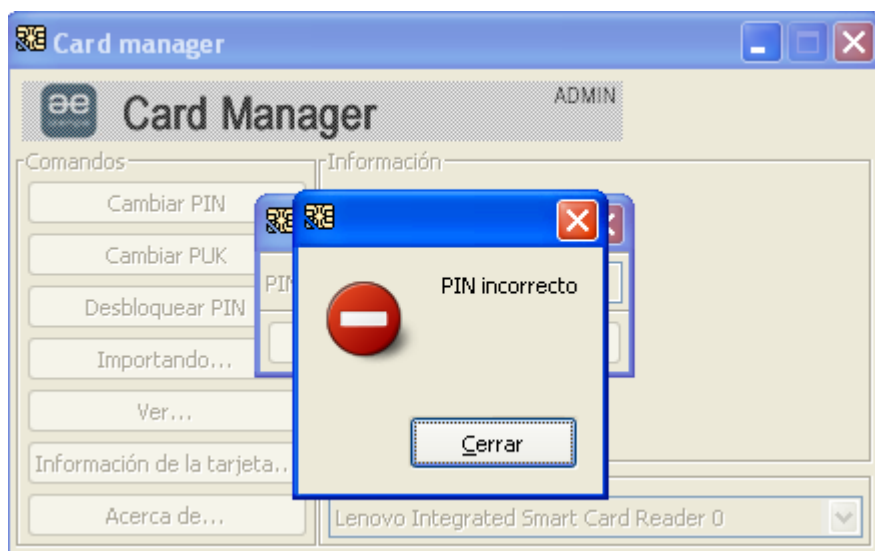 Card manager
ae
Card Manager
ADMIN
Comandos
Información
Cambiar PIN
Cambiar PUK
Desbloquear PIN
Importando...
Ver...
Información de la tarjeta...
Acerca de...
PIN
PIN incorrecto
Cerrar
Lenovo Integrated Smart Card Reader 0